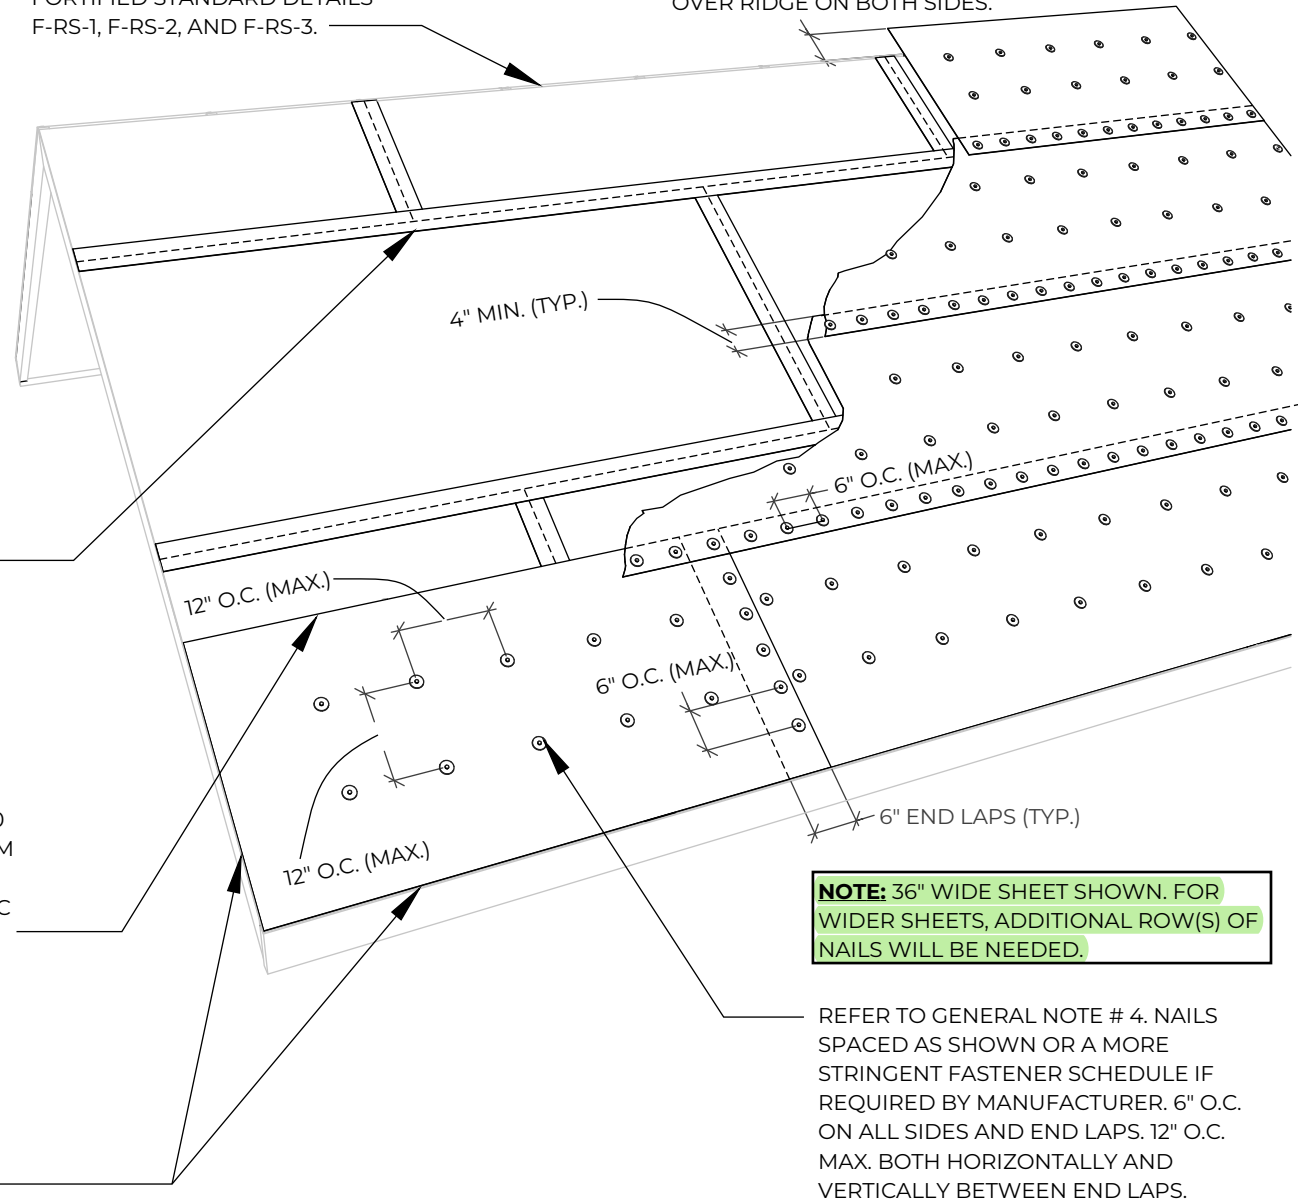 FORTIFIED STANDARD DETAILS
F-RS-1, F-RS-2, AND F-RS-3.
OVER RIDGE ON BOTH SIDES.
4" MIN. (TYP.)
6" O.C. (MAX.)
12" O.C. (MAX.)
6" O.C. (MAX.)
12" O.C. (MAX.)
6" END LAPS (TYP.)
M
C
NOTE: 36" WIDE SHEET SHOWN. FOR
WIDER SHEETS, ADDITIONAL ROW(S) OF
NAILS WILL BE NEEDED.
REFER TO GENERAL NOTE # 4. NAILS
SPACED AS SHOWN OR A MORE
STRINGENT FASTENER SCHEDULE IF
REQUIRED BY MANUFACTURER. 6" O.C.
ON ALL SIDES AND END LAPS. 12" O.C.
MAX. BOTH HORIZONTALLY AND
VERTICALLY BETWEEN END LAPS.